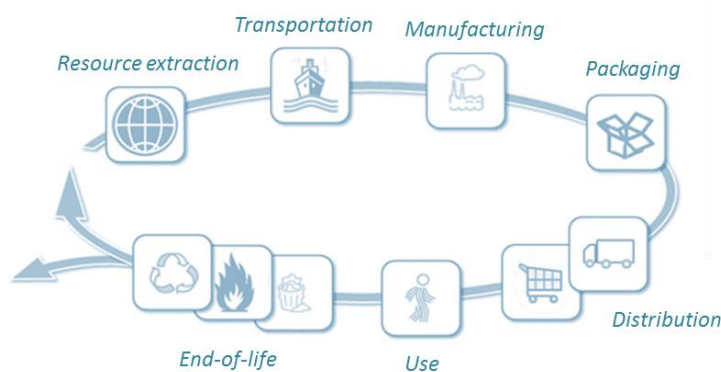 Transportation
Manufacturing
Resource extraction
Packaging
Distribution
End-of-life
Use